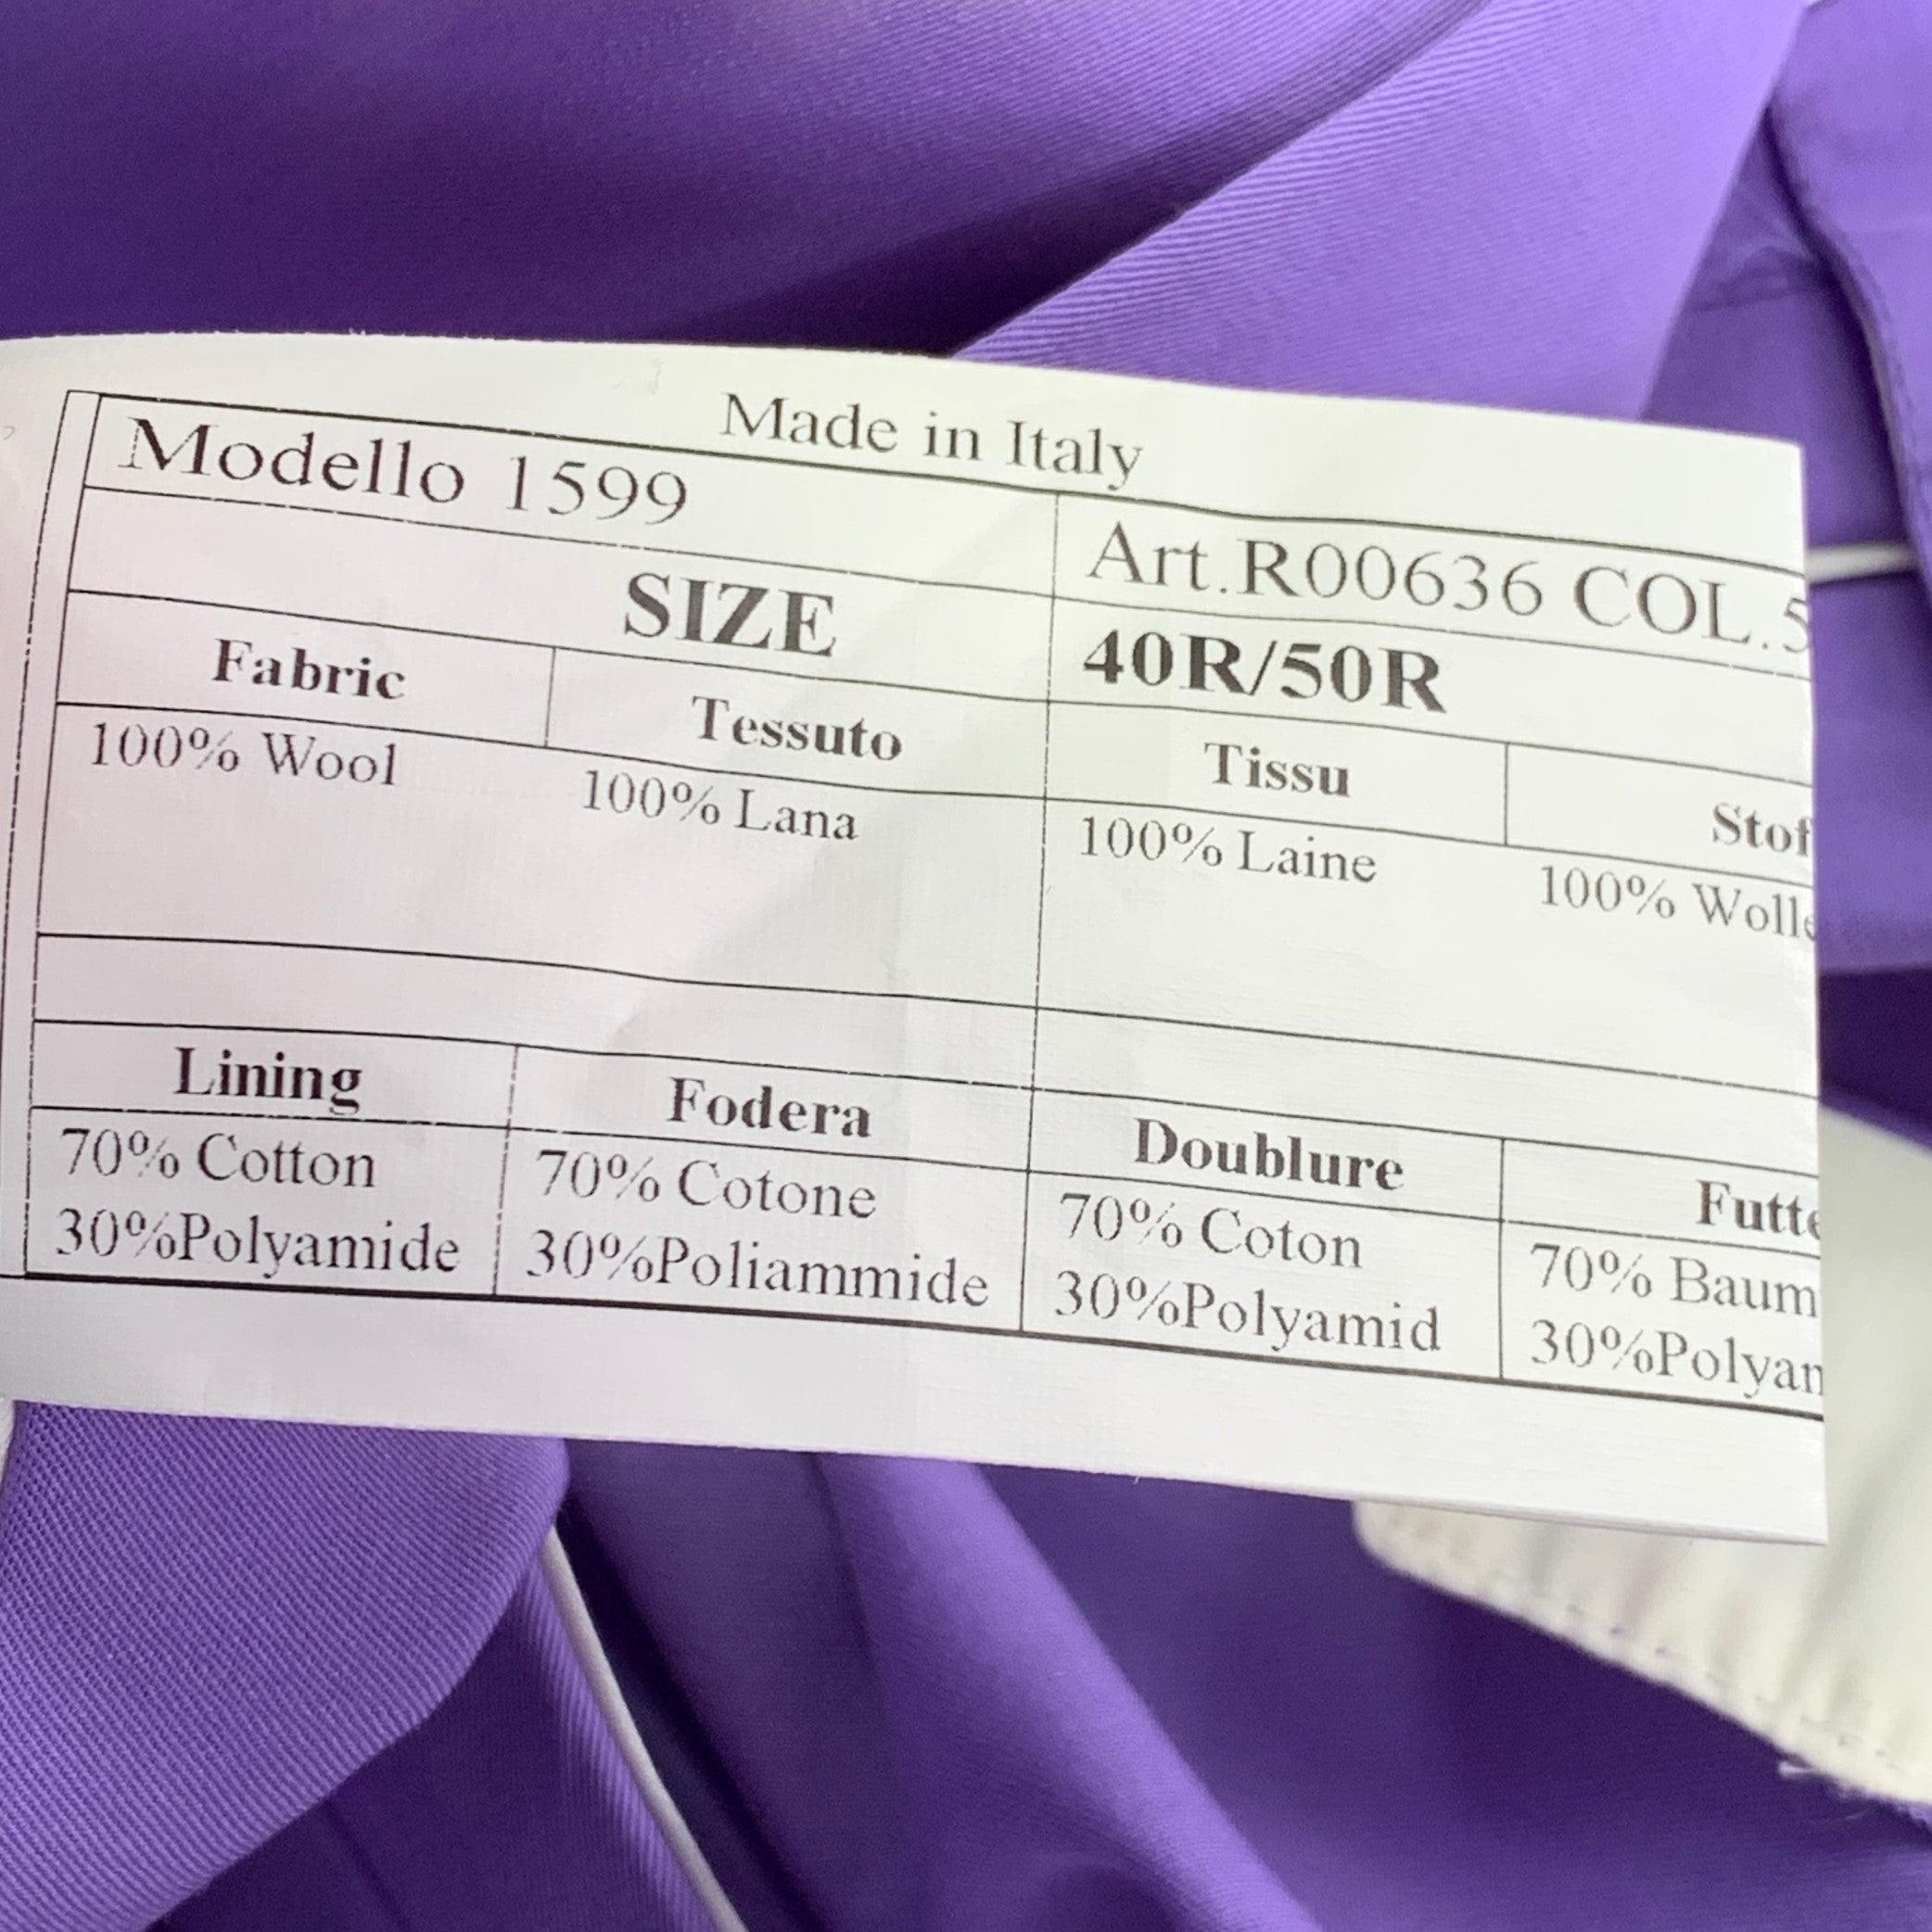 Made in Italy
Modello 1599
Art.R00636 COL.5
SIZE
40R/50R
Fabric
Tessuto
Tissu
Stof
100% Wool
100% Lana
100% Laine
100% Wolle
Lining
Fodera
Doublure
Futte
70% Cotton
70% Cotone
70% Coton
70% Baum
30%Polyamide
30%Poliammide
30%Polyamid
30%Polyam